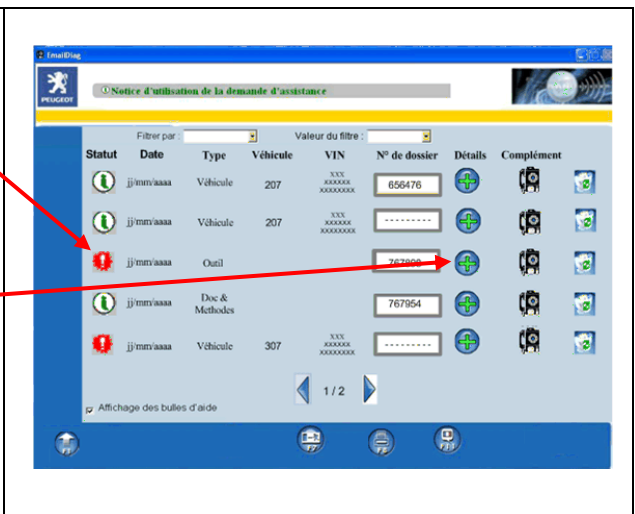 EmailDiag
PEUGEOT
Notice d'utilisation de la demande d'assistance
Filtrer par : Valeur du filtre :
Statut Date Type Véhicule VIN N° de dossier Détails Complément
jj/mm/aaaa Véhicule 207 xxx xxxxxx xxxxxxxx 656476
jj/mm/aaaa Véhicule 207 xxx xxxxxx xxxxxxxx ---------
jj/mm/aaaa Outil
jj/mm/aaaa Doc & Methodes 767954
jj/mm/aaaa Véhicule 307 xxx xxxxxx xxxxxxxx ---------
1 / 2
Affichage des bulles d'aide